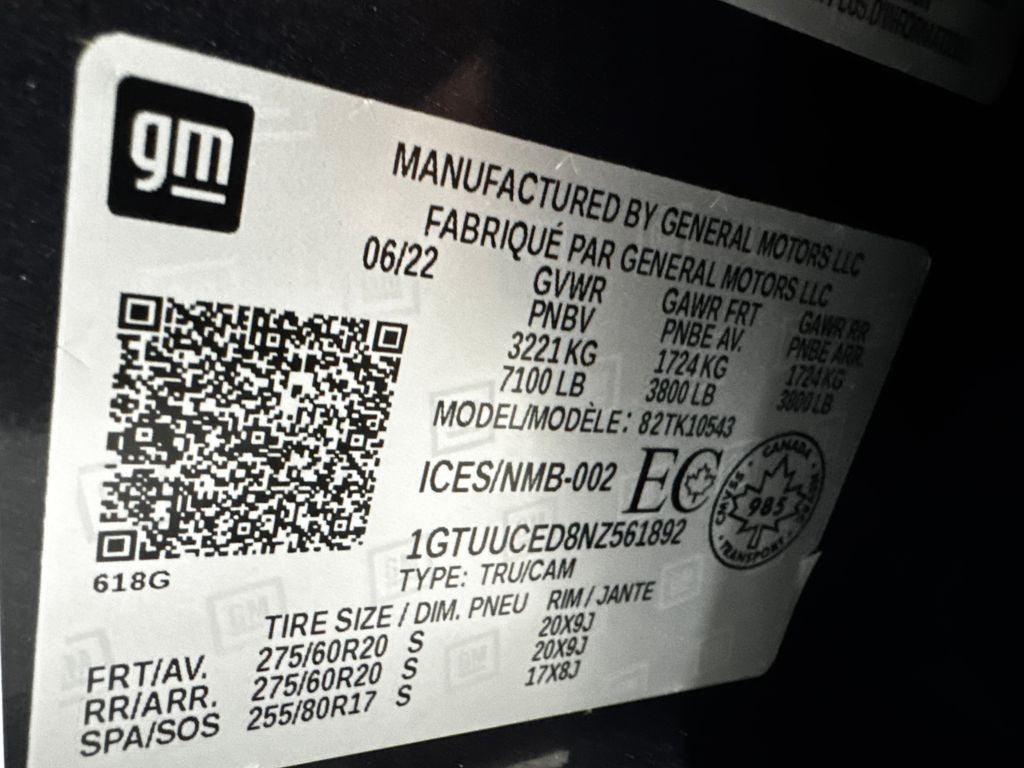 PLUS D'INFORMATION
gm
MANUFACTURED BY GENERAL MOTORS LLC
FABRIQUÉ PAR GENERAL MOTORS LLC
06/22
GVWR GAWR FRT GAWR RR
PNBV PNBE AV. PNBE ARR.
3221 KG 1724 KG 1724 KG
7100 LB 3800 LB 3800 LB
MODEL/MODÈLE: 82TK10543
ICES/NMB-002 EC
CANADA
CMVSS 985
TRANSPORT
1GTUUCED8NZ561892
618G
TYPE: TRU/CAM
TIRE SIZE / DIM. PNEU RIM / JANTE
FRT/AV. 275/60R20 S 20X9J
RR/ARR. 275/60R20 S 20X9J
SPA/SOS 255/80R17 S 17X8J